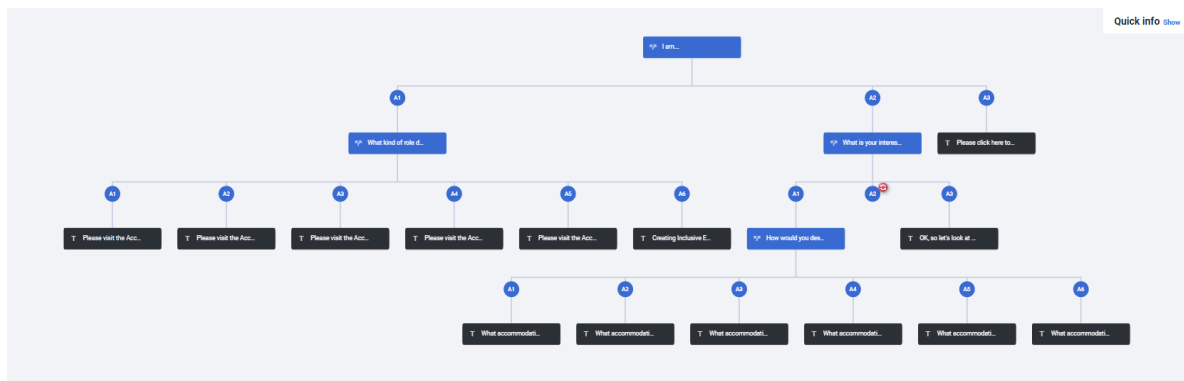 Quick info Show
I am...
A1 A2 A3
What kind of role d... What is your interes... T Please click here to...
A1 A2 A3 A4 A5 A6 A1 A2 A3
T Please visit the Acc... T Please visit the Acc... T Please visit the Acc... T Please visit the Acc... T Please visit the Acc... T Creating Inclusive E... How would you des... T OK, so let's look at ...
A1 A2 A3 A4 A5 A6
T What accommodati... T What accommodati... T What accommodati... T What accommodati... T What accommodati... T What accommodati...